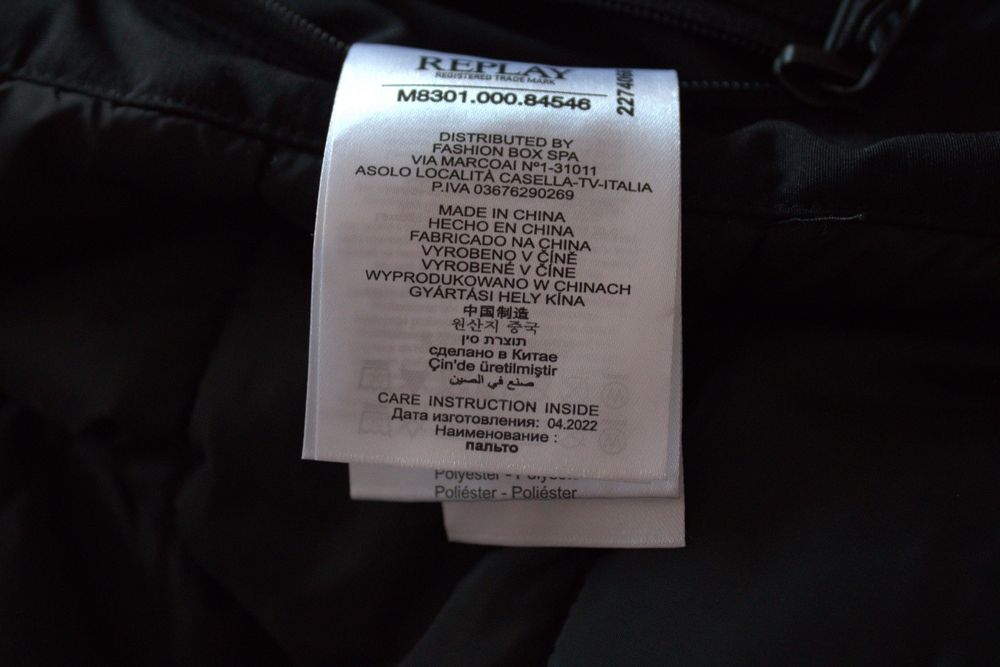 REPLAY
REGISTERED TRADE MARK
M8301.000.84546
DISTRIBUTED BY
FASHION BOX SPA
VIA MARCOAI Nº1-31011
ASOLO LOCALITÀ CASELLA-TV-ITALIA
P.IVA 03676290269
MADE IN CHINA
HECHO EN CHINA
FABRICADO NA CHINA
VYROBENO V ČÍNĚ
VYROBENÉ V ČÍNE
WYPRODUKOWANO W CHINACH
GYÁRTÁSI HELY KÍNA
中国制造
원산지 중국
תוצרת סין
сделано в Китае
Çin'de üretilmiştir
صنع في الصين
CARE INSTRUCTION INSIDE
Дата изготовления: 04.2022
Наименование :
пальто
Polyester -
Poliéster - Poliéster